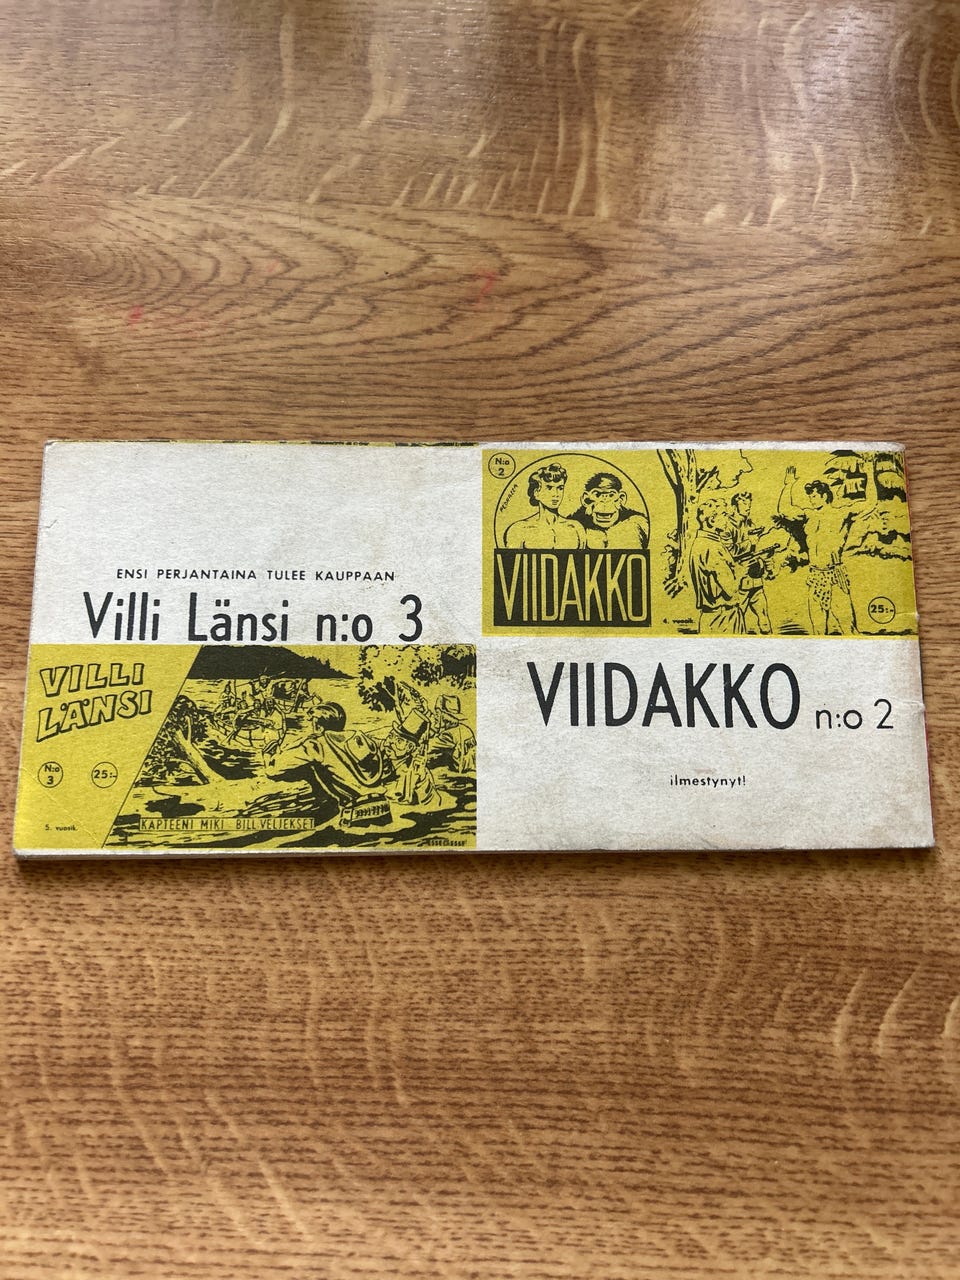 ENSI PERJANTAINA TULEE KAUPPAAN
Villi Länsi n:o 3
VILLI
LÄNSI
N:o
3
25:-
5. vuosik.
KAPTEENI MIKI - BILL VELJEKSET
N:o
2
VIIDAKKO
4. vuosik.
25:-
VIIDAKKO n:o 2
ilmestynyt!